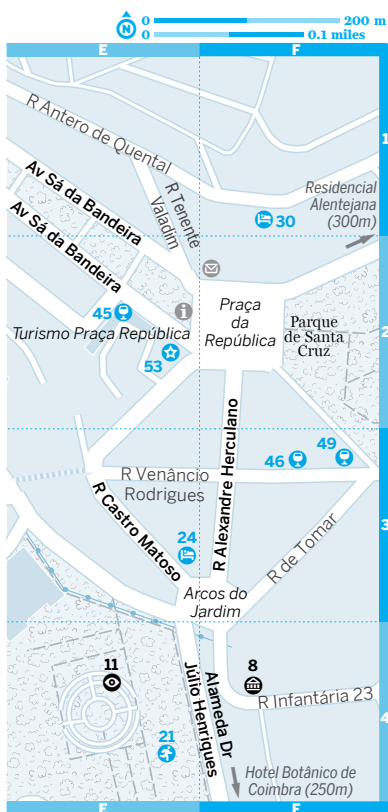 0 200 m
N
0 0.1 miles
E F
1
R Antero de Quental
Av Sá da Bandeira
R Tenente
Valadim
Residencial
Alentejana
(300m)
30
Av Sá da Bandeira
45
Turismo Praça República
53
Praça
da
República
Parque
de Santa
Cruz
2
R Alexandre Herculano
46
49
R Venâncio
Rodrigues
R Castro Matoso
24
R de Tomar
3
Arcos do
Jardim
11
8
Alameda Dr
Júlio Henriques
R Infantária 23
4
21
Hotel Botânico de
Coimbra (250m)
E F